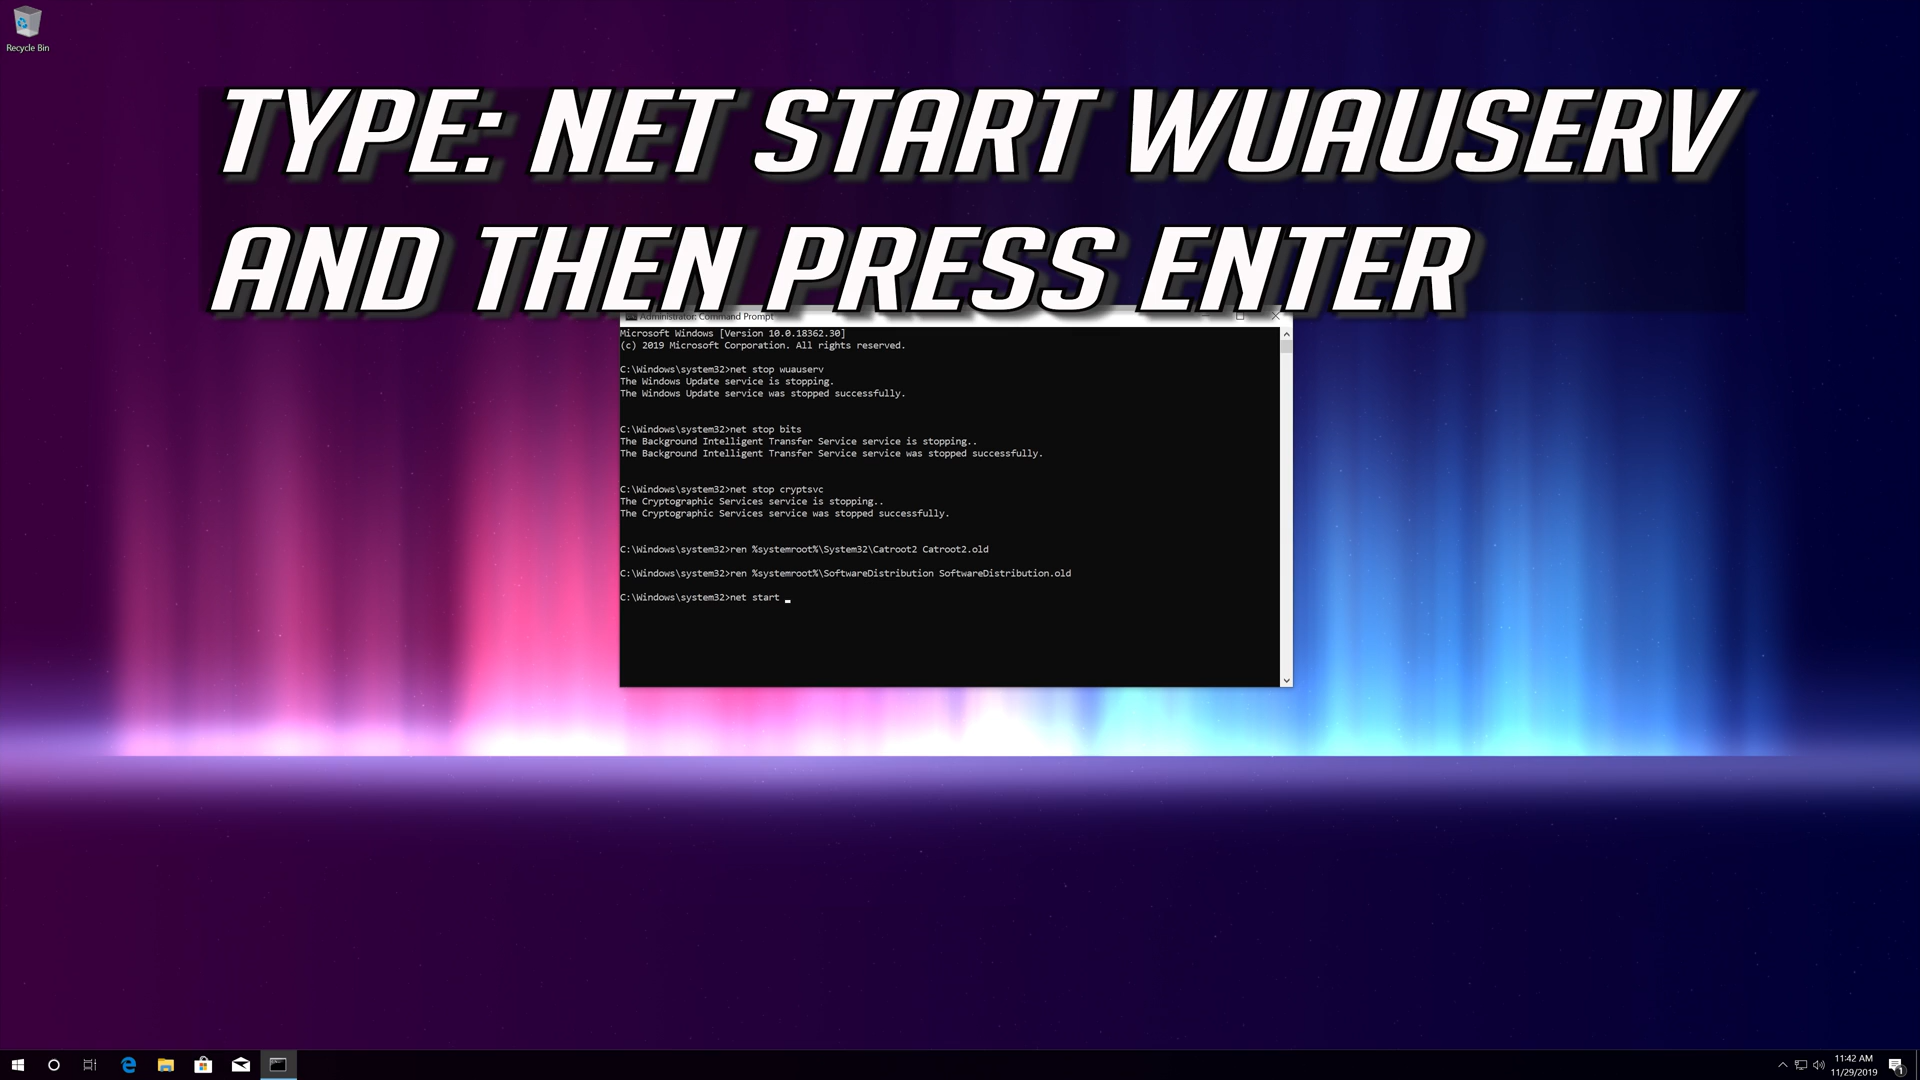 Recycle Bin
TYPE: NET START WUAUSERV
AND THEN PRESS ENTER
Administrator: Command Prompt
Microsoft Windows [Version 10.0.18362.30]
(c) 2019 Microsoft Corporation. All rights reserved.
C:\Windows\system32>net stop wuauserv
The Windows Update service is stopping.
The Windows Update service was stopped successfully.
C:\Windows\system32>net stop bits
The Background Intelligent Transfer Service service is stopping..
The Background Intelligent Transfer Service service was stopped successfully.
C:\Windows\system32>net stop cryptsvc
The Cryptographic Services service is stopping..
The Cryptographic Services service was stopped successfully.
C:\Windows\system32>ren %systemroot%\System32\Catroot2 Catroot2.old
C:\Windows\system32>ren %systemroot%\SoftwareDistribution SoftwareDistribution.old
C:\Windows\system32>net start
11:42 AM
11/29/2019
1